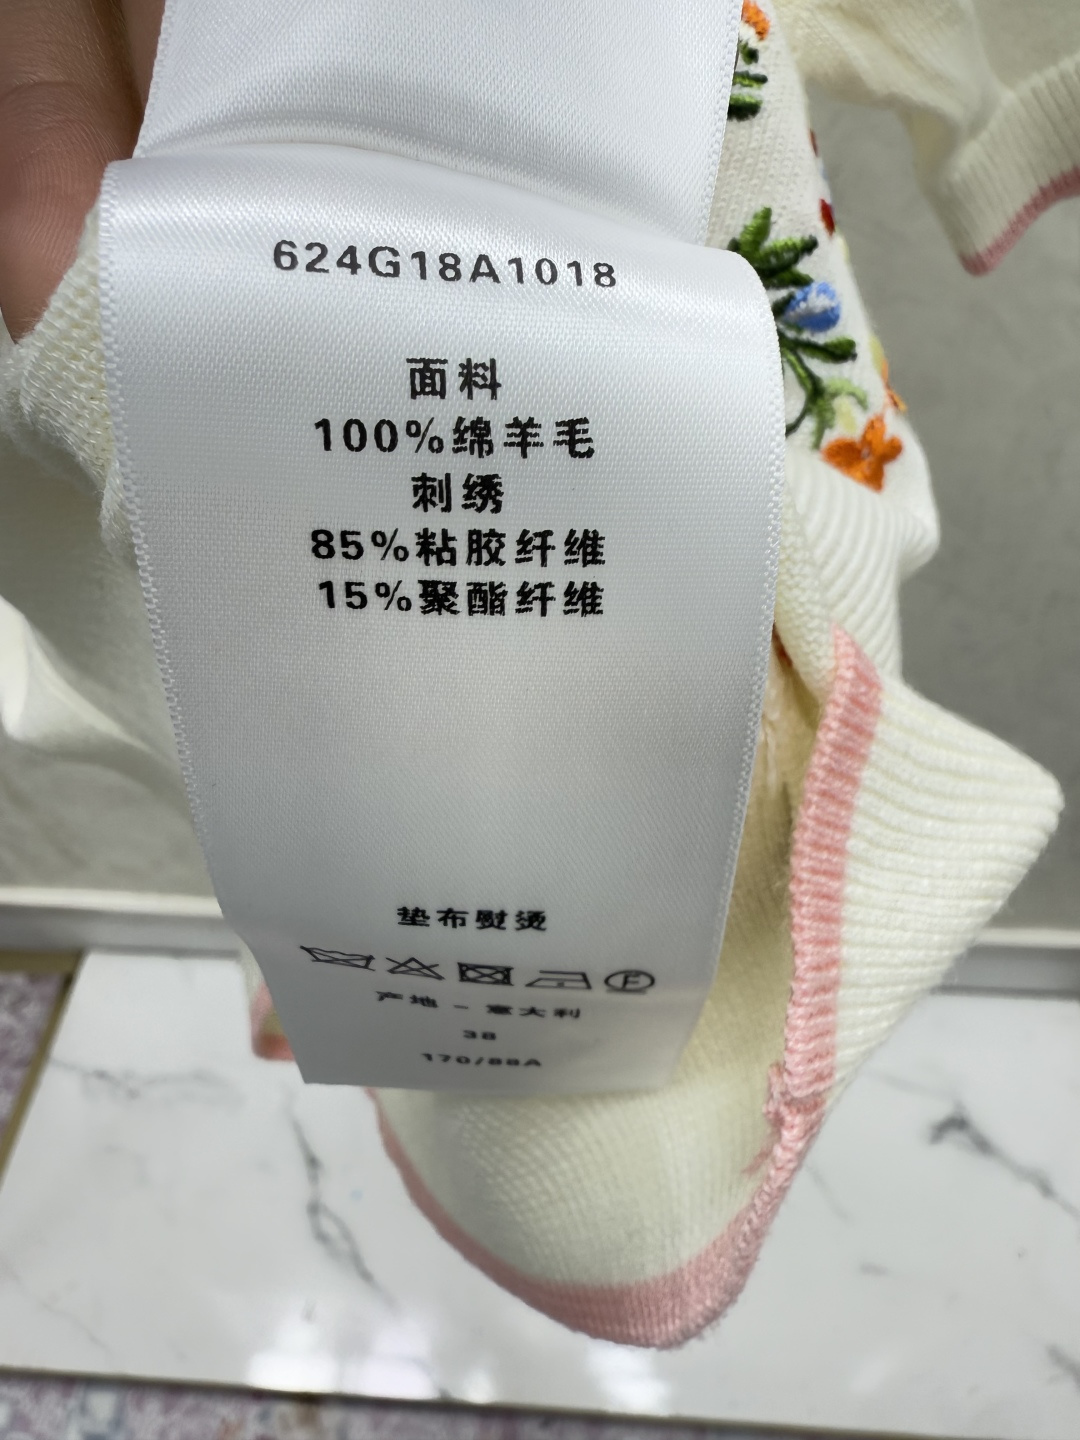 624G18A1018
面料
100%绵羊毛
刺绣
85%粘胶纤维
15%聚酯纤维
垫布熨烫
F
产地 - 意大利
38
170/88A